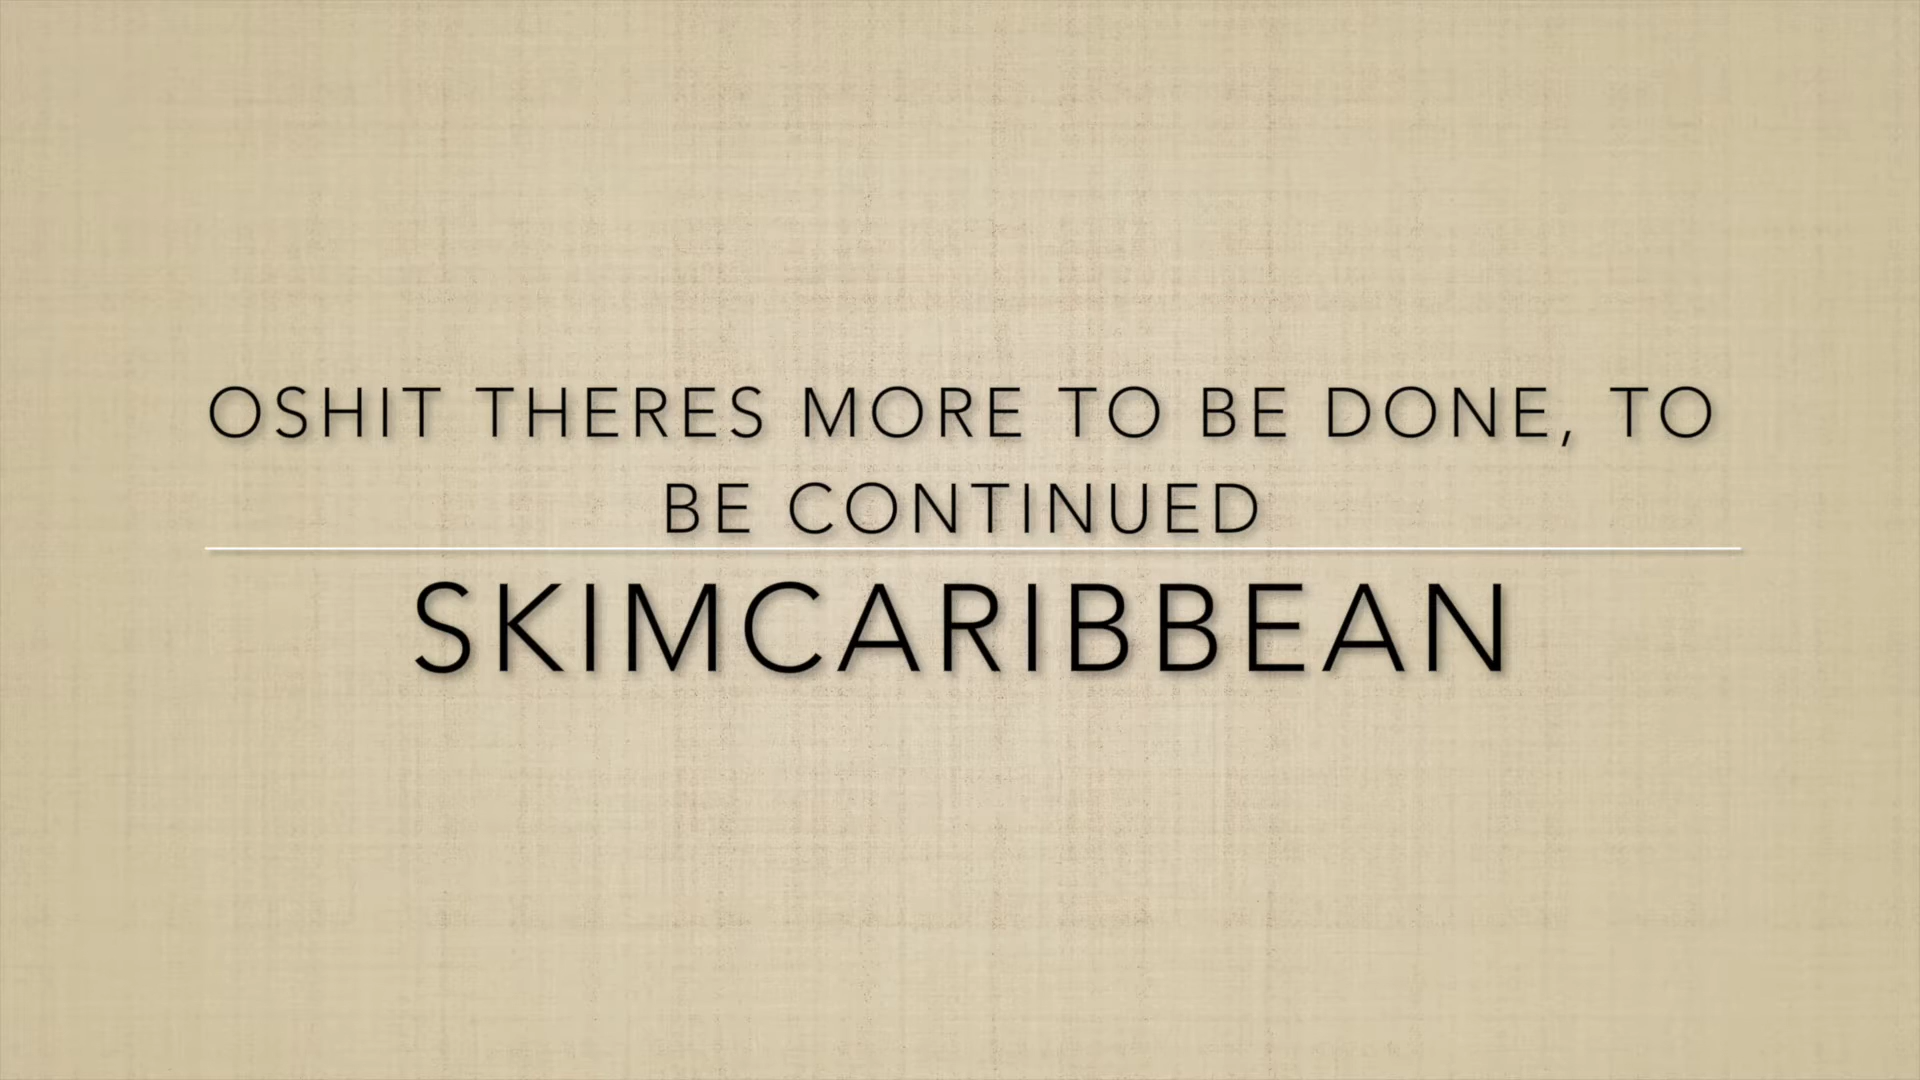 OSHIT THERES MORE TO BE DONE, TO
BE CONTINUED
SKIMCARIBBEAN